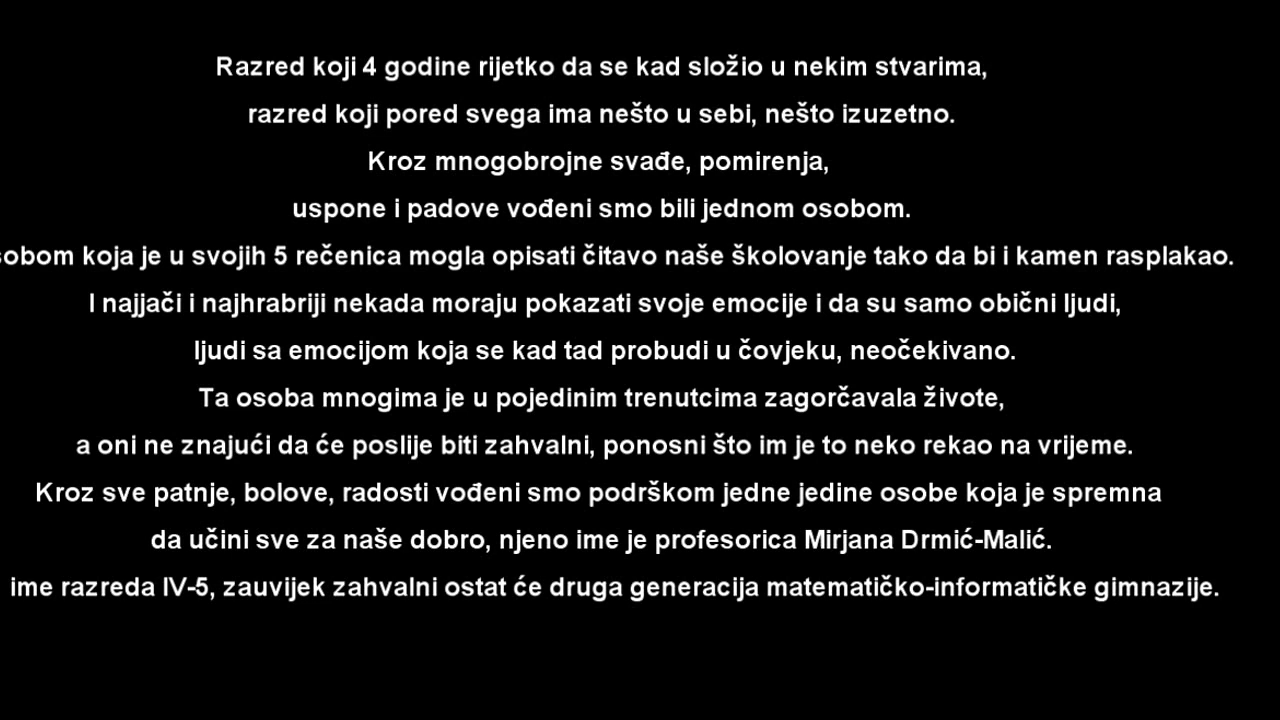 Razred koji 4 godine rijetko da se kad složio u nekim stvarima,
razred koji pored svega ima nešto u sebi, nešto izuzetno.
Kroz mnogobrojne svađe, pomirenja,
uspone i padove vođeni smo bili jednom osobom.
sobom koja je u svojih 5 rečenica mogla opisati čitavo naše školovanje tako da bi i kamen rasplakao.
I najjači i najhrabriji nekada moraju pokazati svoje emocije i da su samo obični ljudi,
ljudi sa emocijom koja se kad tad probudi u čovjeku, neočekivano.
Ta osoba mnogima je u pojedinim trenutcima zagorčavala živote,
a oni ne znajući da će poslije biti zahvalni, ponosni što im je to neko rekao na vrijeme.
Kroz sve patnje, bolove, radosti vođeni smo podrškom jedne jedine osobe koja je spremna
da učini sve za naše dobro, njeno ime je profesorica Mirjana Drmić-Malić.
ime razreda IV-5, zauvijek zahvalni ostat će druga generacija matematičko-informatičke gimnazije.